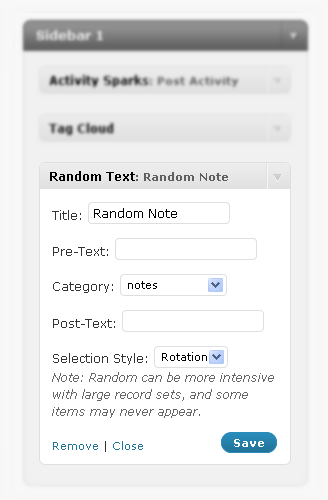 Sidebar 1
Activity Sparks: Post Activity
Tag Cloud
Random Text: Random Note
Title: Random Note
Pre-Text:
Category: notes
Post-Text:
Selection Style: Rotation
Note: Random can be more intensive
with large record sets, and some
items may never appear.
Remove | Close Save